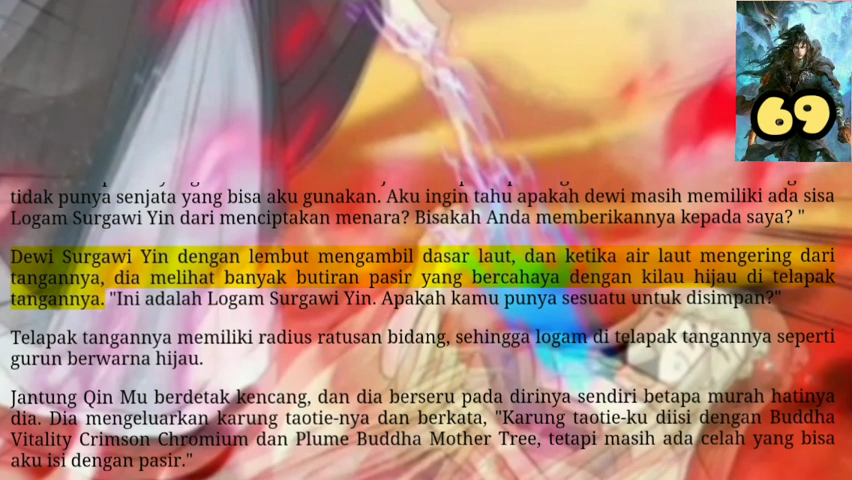 69
tidak punya senjata yang bisa aku gunakan. Aku ingin tahu apakah dewi masih memiliki ada sisa
Logam Surgawi Yin dari menciptakan menara? Bisakah Anda memberikannya kepada saya? "
Dewi Surgawi Yin dengan lembut mengambil dasar laut, dan ketika air laut mengering dari
tangannya, dia melihat banyak butiran pasir yang bercahaya dengan kilau hijau di telapak
tangannya. "Ini adalah Logam Surgawi Yin. Apakah kamu punya sesuatu untuk disimpan?"
Telapak tangannya memiliki radius ratusan bidang, sehingga logam di telapak tangannya seperti
gurun berwarna hijau.
Jantung Qin Mu berdetak kencang, dan dia berseru pada dirinya sendiri betapa murah hatinya
dia. Dia mengeluarkan karung taotie-nya dan berkata, "Karung taotie-ku diisi dengan Buddha
Vitality Crimson Chromium dan Plume Buddha Mother Tree, tetapi masih ada celah yang bisa
aku isi dengan pasir."